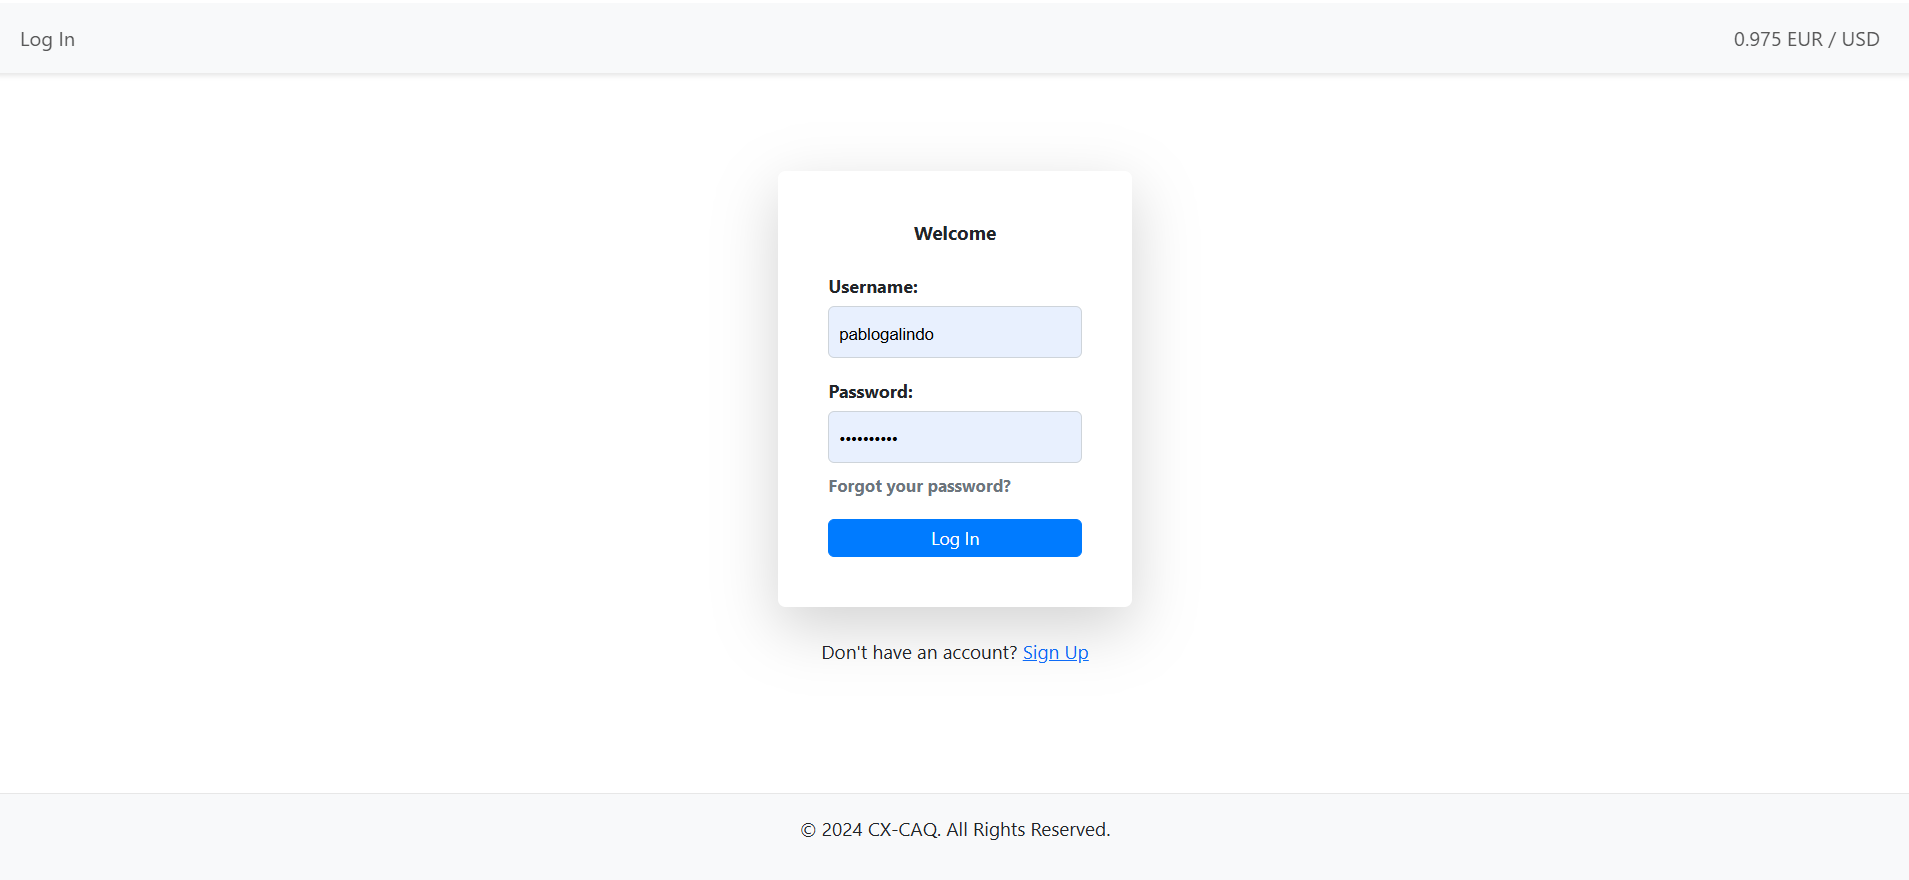 Log In
0.975 EUR / USD
Welcome
Username:
pablogalindo
Password:
••••••••••
Forgot your password?
Log In
Don't have an account? Sign Up
© 2024 CX-CAQ. All Rights Reserved.